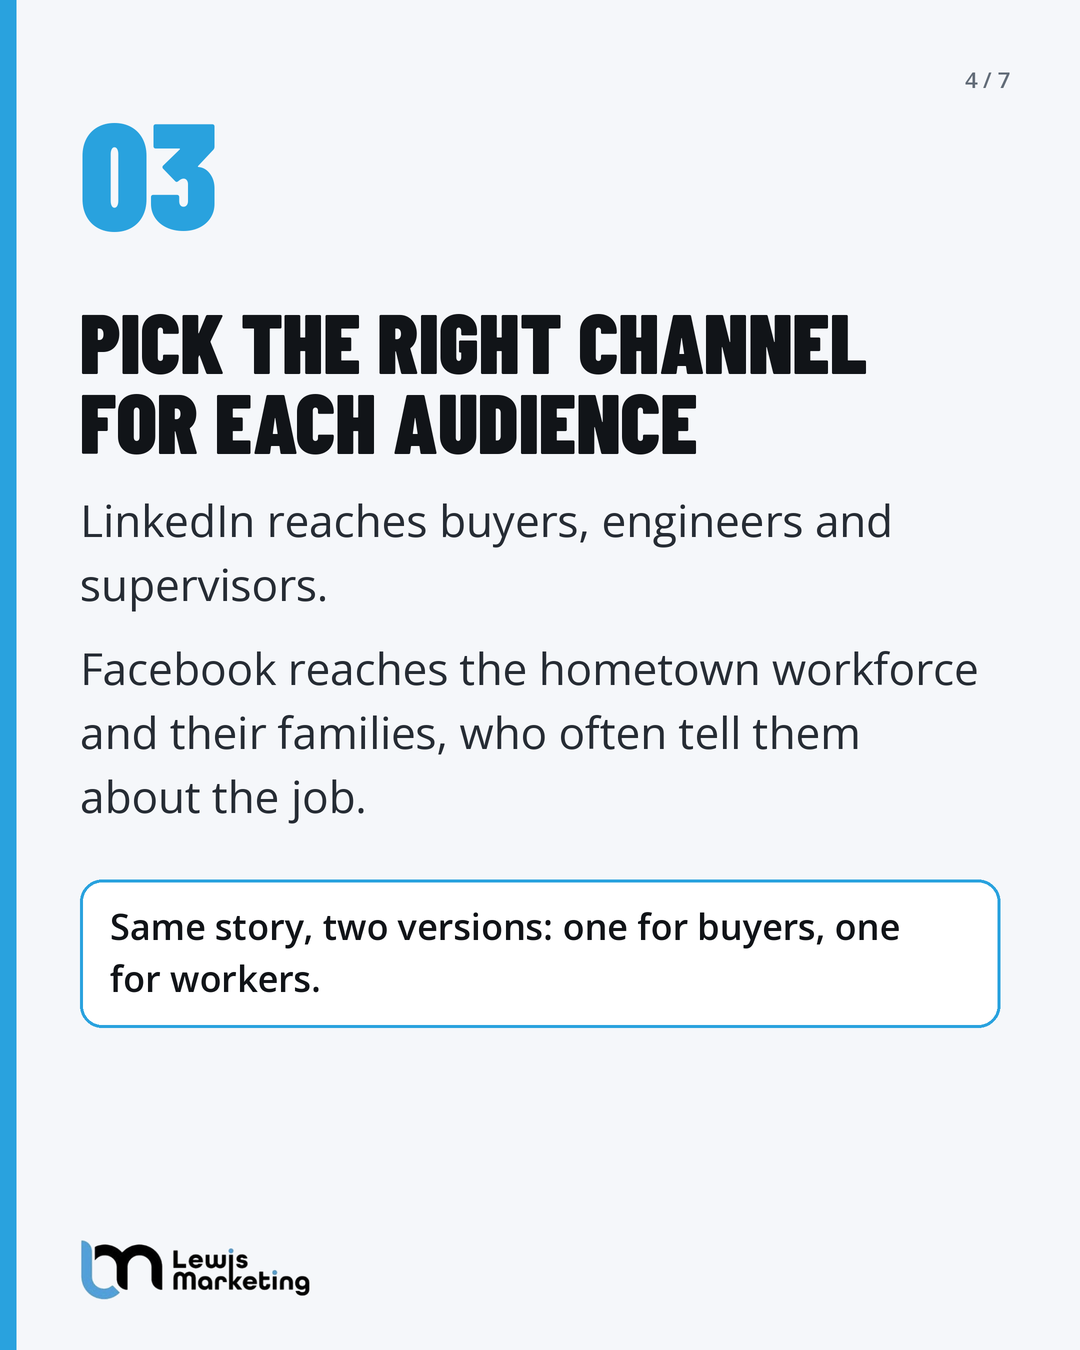 4 / 7
03
PICK THE RIGHT CHANNEL
FOR EACH AUDIENCE
LinkedIn reaches buyers, engineers and
supervisors.
Facebook reaches the hometown workforce
and their families, who often tell them
about the job.
Same story, two versions: one for buyers, one
for workers.
Lewis
Marketing